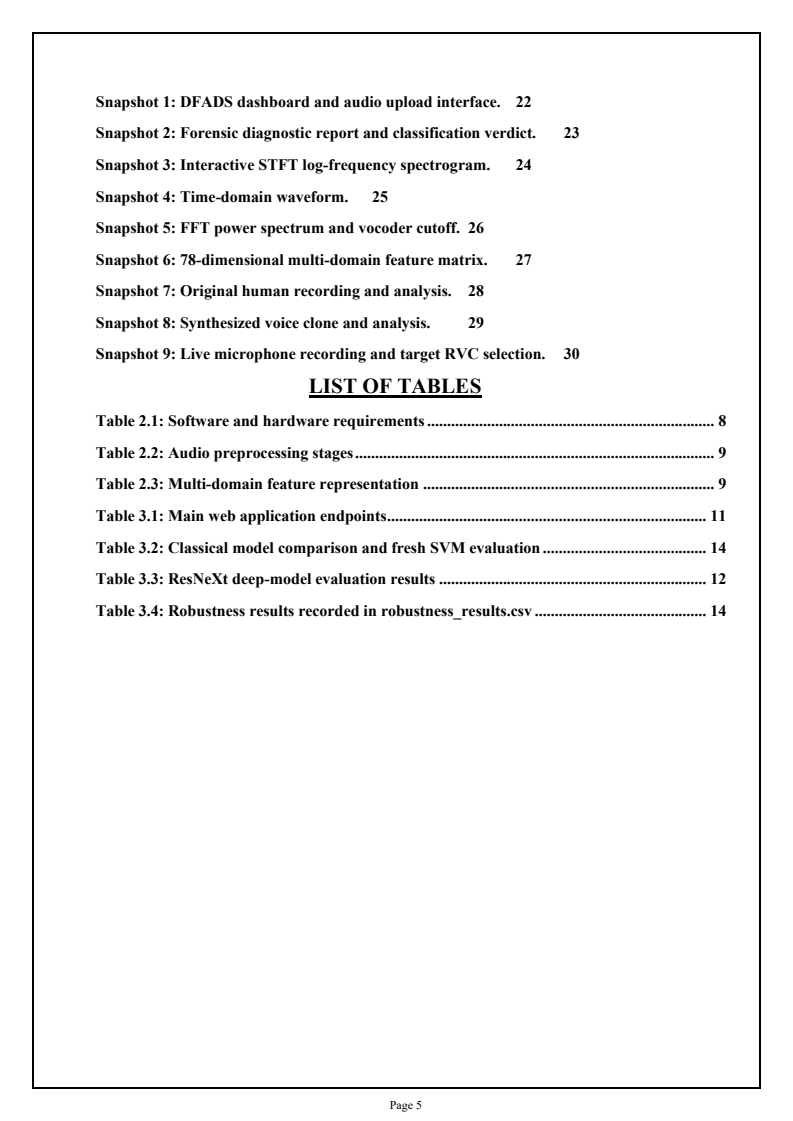 Snapshot 1: DFADS dashboard and audio upload interface. 22
Snapshot 2: Forensic diagnostic report and classification verdict. 23
Snapshot 3: Interactive STFT log-frequency spectrogram. 24
Snapshot 4: Time-domain waveform. 25
Snapshot 5: FFT power spectrum and vocoder cutoff. 26
Snapshot 6: 78-dimensional multi-domain feature matrix. 27
Snapshot 7: Original human recording and analysis. 28
Snapshot 8: Synthesized voice clone and analysis. 29
Snapshot 9: Live microphone recording and target RVC selection. 30
LIST OF TABLES
Table 2.1: Software and hardware requirements ........................................................................ 8
Table 2.2: Audio preprocessing stages .......................................................................................... 9
Table 2.3: Multi-domain feature representation ......................................................................... 9
Table 3.1: Main web application endpoints................................................................................ 11
Table 3.2: Classical model comparison and fresh SVM evaluation ......................................... 14
Table 3.3: ResNeXt deep-model evaluation results ................................................................... 12
Table 3.4: Robustness results recorded in robustness_results.csv ........................................... 14
Page 5